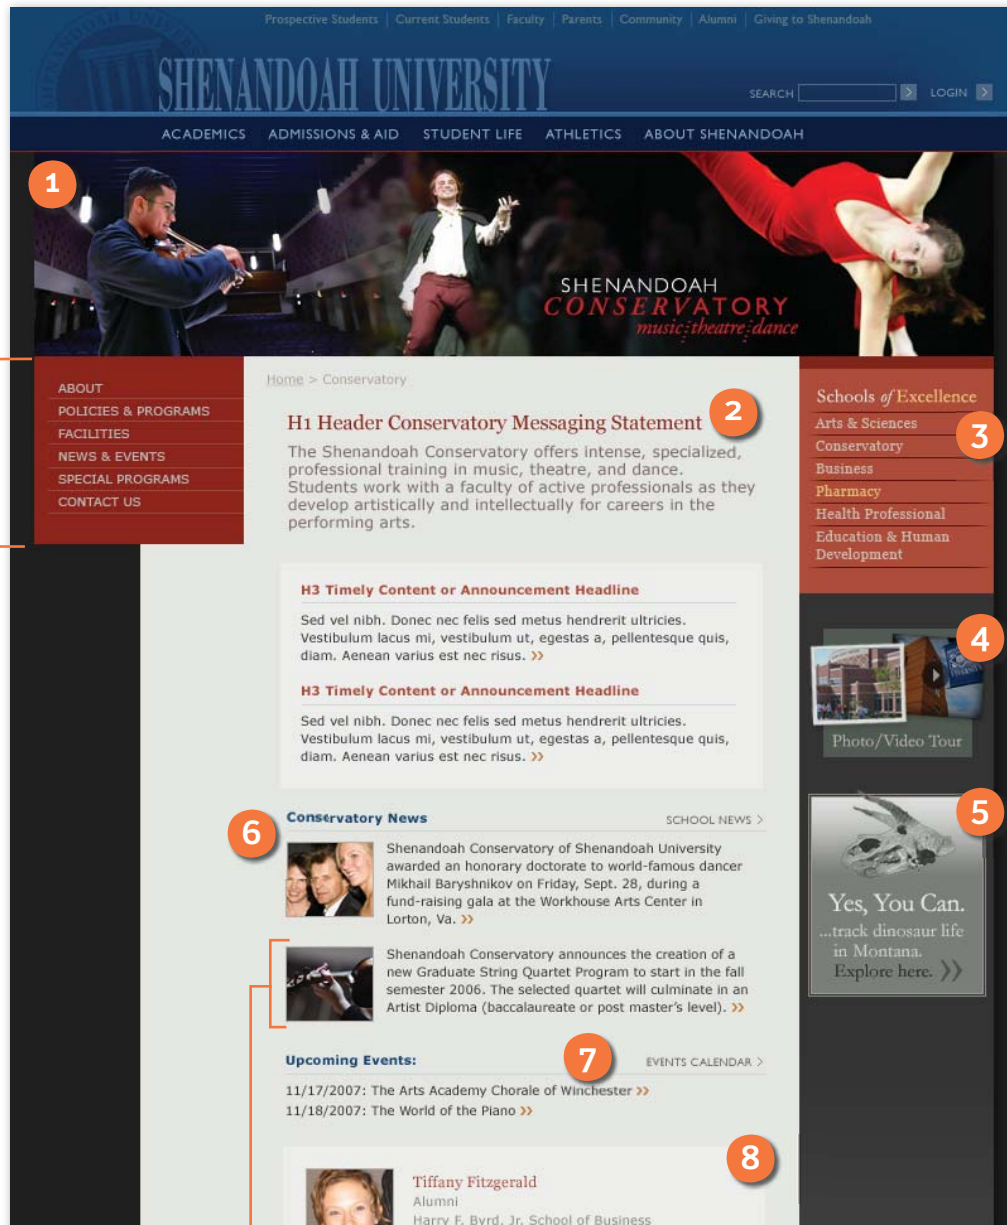 Prospective Students | Current Students | Faculty | Parents | Community | Alumni | Giving to Shenandoah
SHENANDOAH UNIVERSITY
SEARCH
LOGIN
ACADEMICS ADMISSIONS & AID STUDENT LIFE ATHLETICS ABOUT SHENANDOAH
1
SHENANDOAH
CONSERVATORY
music:theatre:dance
ABOUT
POLICIES & PROGRAMS
FACILITIES
NEWS & EVENTS
SPECIAL PROGRAMS
CONTACT US
Home > Conservatory
H1 Header Conservatory Messaging Statement
2
The Shenandoah Conservatory offers intense, specialized,
professional training in music, theatre, and dance.
Students work with a faculty of active professionals as they
develop artistically and intellectually for careers in the
performing arts.
Schools of Excellence
3
Arts & Sciences
Conservatory
Business
Pharmacy
Health Professional
Education & Human
Development
H3 Timely Content or Announcement Headline
Sed vel nibh. Donec nec felis sed metus hendrerit ultricies.
Vestibulum lacus mi, vestibulum ut, egestas a, pellentesque quis,
diam. Aenean varius est nec risus. »
H3 Timely Content or Announcement Headline
Sed vel nibh. Donec nec felis sed metus hendrerit ultricies.
Vestibulum lacus mi, vestibulum ut, egestas a, pellentesque quis,
diam. Aenean varius est nec risus. »
4
Photo/Video Tour
5
Yes, You Can.
...track dinosaur life
in Montana.
Explore here. »
6
Conservatory News
SCHOOL NEWS >
Shenandoah Conservatory of Shenandoah University
awarded an honorary doctorate to world-famous dancer
Mikhail Baryshnikov on Friday, Sept. 28, during a
fund-raising gala at the Workhouse Arts Center in
Lorton, Va. »
Shenandoah Conservatory announces the creation of a
new Graduate String Quartet Program to start in the fall
semester 2006. The selected quartet will culminate in an
Artist Diploma (baccalaureate or post master's level). »
Upcoming Events:
7
EVENTS CALENDAR >
11/17/2007: The Arts Academy Chorale of Winchester »
11/18/2007: The World of the Piano »
8
Tiffany Fitzgerald
Alumni
Harry F. Byrd, Jr. School of Business